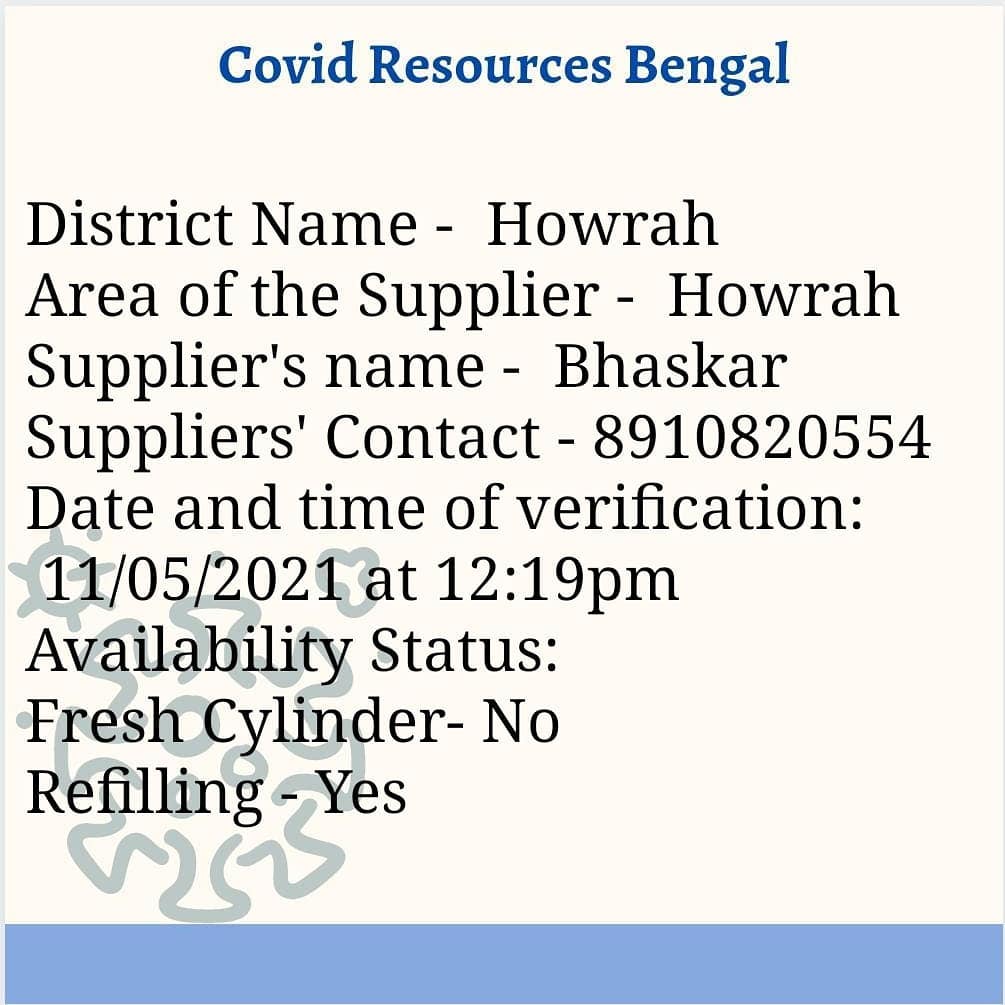 Covid Resources Bengal
District Name - Howrah
Area of the Supplier - Howrah
Supplier's name - Bhaskar
Suppliers' Contact - 8910820554
Date and time of verification:
11/05/2021 at 12:19pm
Availability Status:
Fresh Cylinder- No
Refilling - Yes